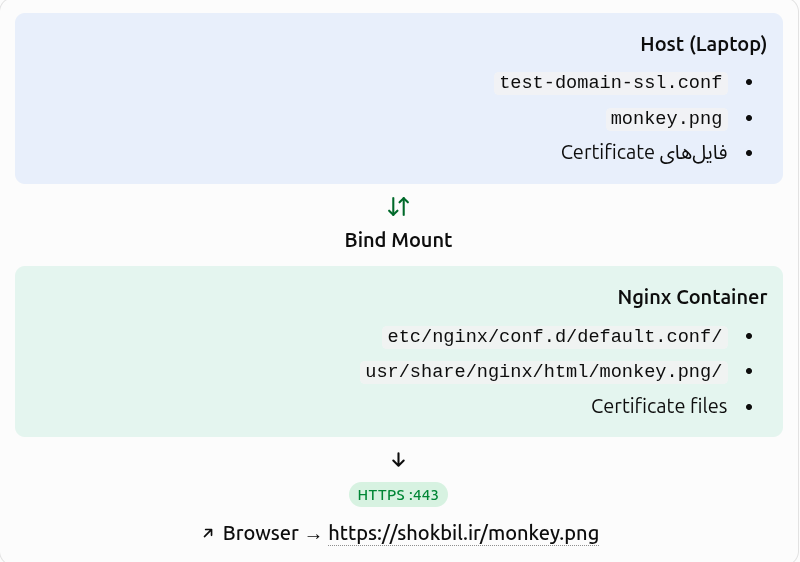 Host (Laptop)
• test-domain-ssl.conf
• monkey.png
• فایل‌های Certificate
Bind Mount
Nginx Container
• etc/nginx/conf.d/default.conf/
• usr/share/nginx/html/monkey.png/
• Certificate files
HTTPS :443
↗ Browser → https://shokbil.ir/monkey.png